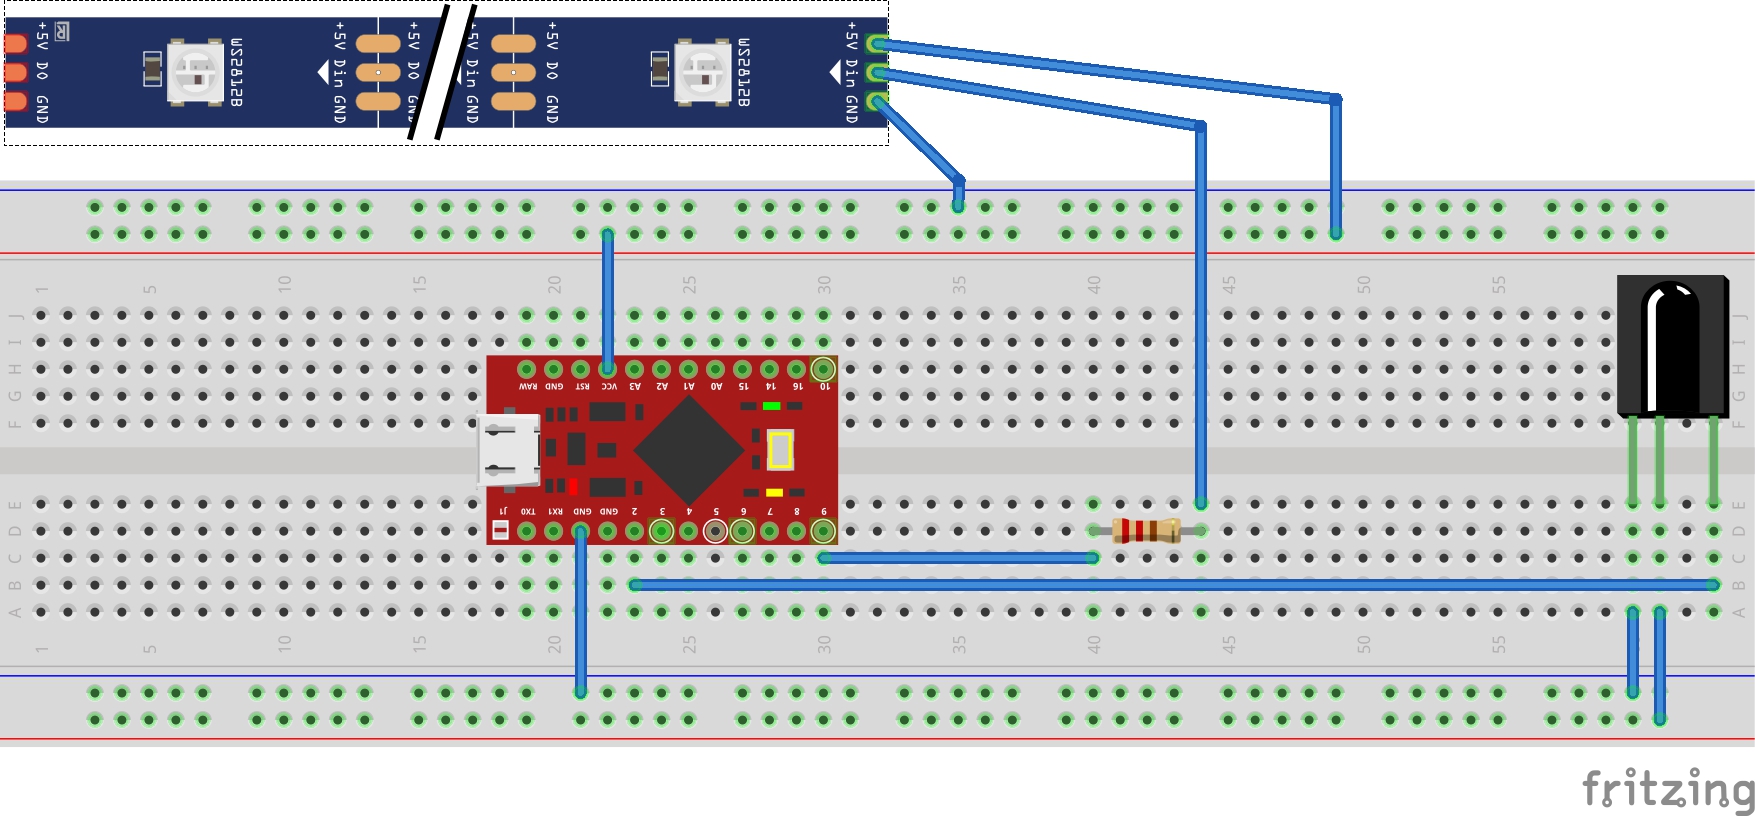 +5V DO GND
R
WS2812B
+5V Din GND
+5V DO GND
+5V Din GND
+5V DO GND
WS2812B
+5V Din GND
1 5 10 15 20 25 30 35 40 45 50 55
J J
I I
H H
G G
F F
RAW GND RST VCC A3 A2 A1 A0 15 14 16 10
J1 TX0 RX1 GND GND 2 3 4 5 6 7 8 9
E E
D D
C C
B B
A A
1 5 10 15 20 25 30 35 40 45 50 55
fritzing